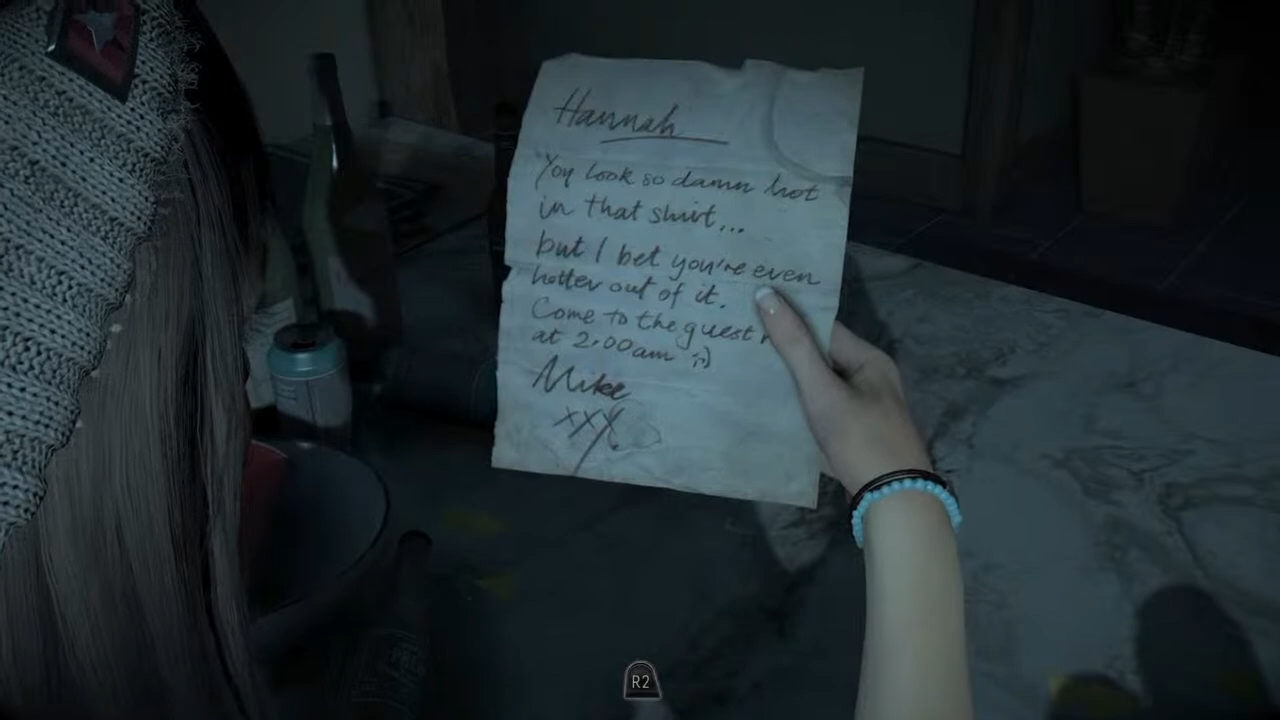 Hannah
You look so damn hot
in that shirt...
but I bet you're even
hotter out of it.
Come to the guest
at 2.00am ;)
Mike
xxx
R2